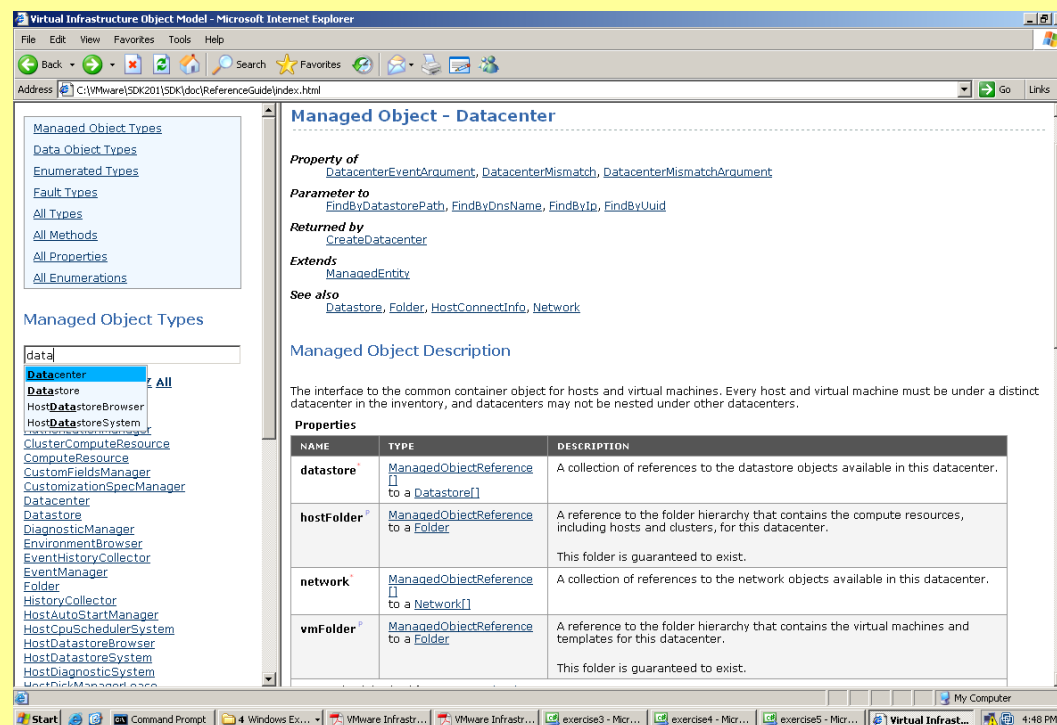 Virtual Infrastructure Object Model - Microsoft Internet Explorer
File Edit View Favorites Tools Help
Back Search Favorites
Address C:\VMware\SDK201\SDK\doc\ReferenceGuide\index.html Go Links
Managed Object Types
Data Object Types
Enumerated Types
Fault Types
All Types
All Methods
All Properties
All Enumerations
Managed Object Types
data
Datacenter
Datastore
HostDatastoreBrowser
HostDatastoreSystem
Z All
ClusterComputeResource
ComputeResource
CustomFieldsManager
CustomizationSpecManager
Datacenter
Datastore
DiagnosticManager
EnvironmentBrowser
EventHistoryCollector
EventManager
Folder
HistoryCollector
HostAutoStartManager
HostCpuSchedulerSystem
HostDatastoreBrowser
HostDatastoreSystem
HostDiagnosticSystem
HostDiskManagerLease
Managed Object - Datacenter
Property of
DatacenterEventArgument, DatacenterMismatch, DatacenterMismatchArgument
Parameter to
FindByDatastorePath, FindByDnsName, FindByIp, FindByUuid
Returned by
CreateDatacenter
Extends
ManagedEntity
See also
Datastore, Folder, HostConnectInfo, Network
Managed Object Description
The interface to the common container object for hosts and virtual machines. Every host and virtual machine must be under a distinct
datacenter in the inventory, and datacenters may not be nested under other datacenters.
Properties
NAME TYPE DESCRIPTION
datastore* ManagedObjectReference A collection of references to the datastore objects available in this datacenter.
[]
to a Datastore[]
hostFolder P ManagedObjectReference A reference to the folder hierarchy that contains the compute resources,
to a Folder including hosts and clusters, for this datacenter.
This folder is guaranteed to exist.
network* ManagedObjectReference A collection of references to the network objects available in this datacenter.
[]
to a Network[]
vmFolder P ManagedObjectReference A reference to the folder hierarchy that contains the virtual machines and
to a Folder templates for this datacenter.
This folder is guaranteed to exist.
My Computer
Start Command Prompt 4 Windows Ex... VMware Infrastr... VMware Infrastr... exercise3 - Micr... exercise4 - Micr... exercise5 - Micr... Virtual Infrast... 4:48 PM